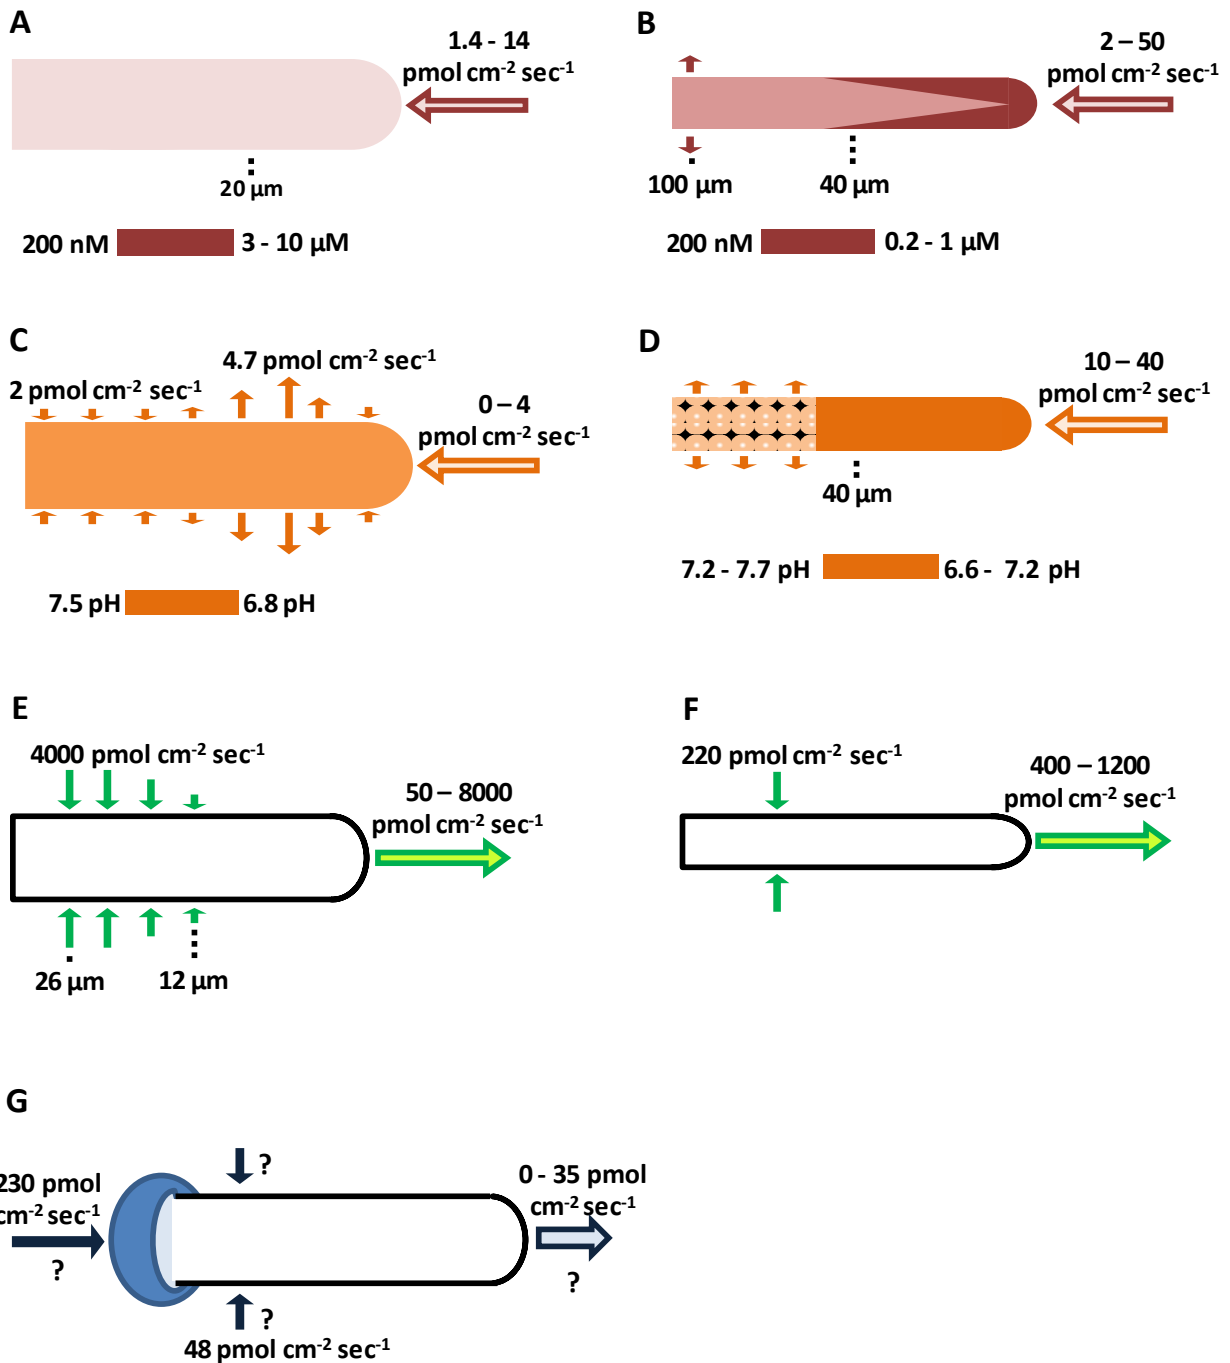 A
1.4 - 14
pmol cm⁻² sec⁻¹
20 µm
200 nM
3 - 10 µM
B
2 – 50
pmol cm⁻² sec⁻¹
100 µm
40 µm
200 nM
0.2 - 1 µM
C
4.7 pmol cm⁻² sec⁻¹
2 pmol cm⁻² sec⁻¹
0 – 4
pmol cm⁻² sec⁻¹
7.5 pH
6.8 pH
D
10 – 40
pmol cm⁻² sec⁻¹
40 µm
7.2 - 7.7 pH
6.6 - 7.2 pH
E
4000 pmol cm⁻² sec⁻¹
50 – 8000
pmol cm⁻² sec⁻¹
26 µm
12 µm
F
220 pmol cm⁻² sec⁻¹
400 – 1200
pmol cm⁻² sec⁻¹
G
230 pmol
cm⁻² sec⁻¹
?
?
0 - 35 pmol
cm⁻² sec⁻¹
?
?
48 pmol cm⁻² sec⁻¹